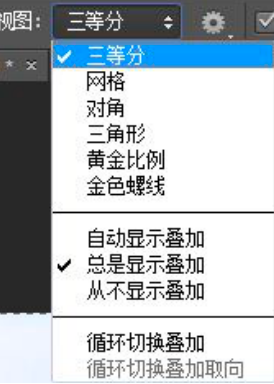 视图： 三等分
* ×
三等分
网格
对角
三角形
黄金比例
金色螺线
自动显示叠加
总是显示叠加
从不显示叠加
循环切换叠加
循环切换叠加取向